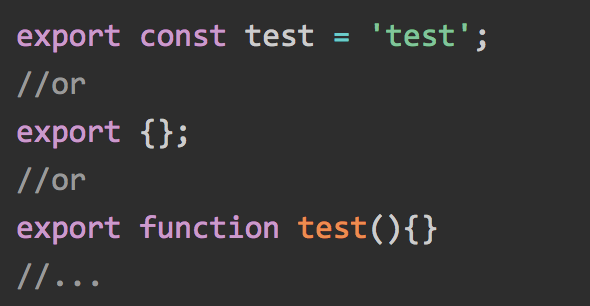 export const test = 'test';
//or
export {};
//or
export function test(){}
//...